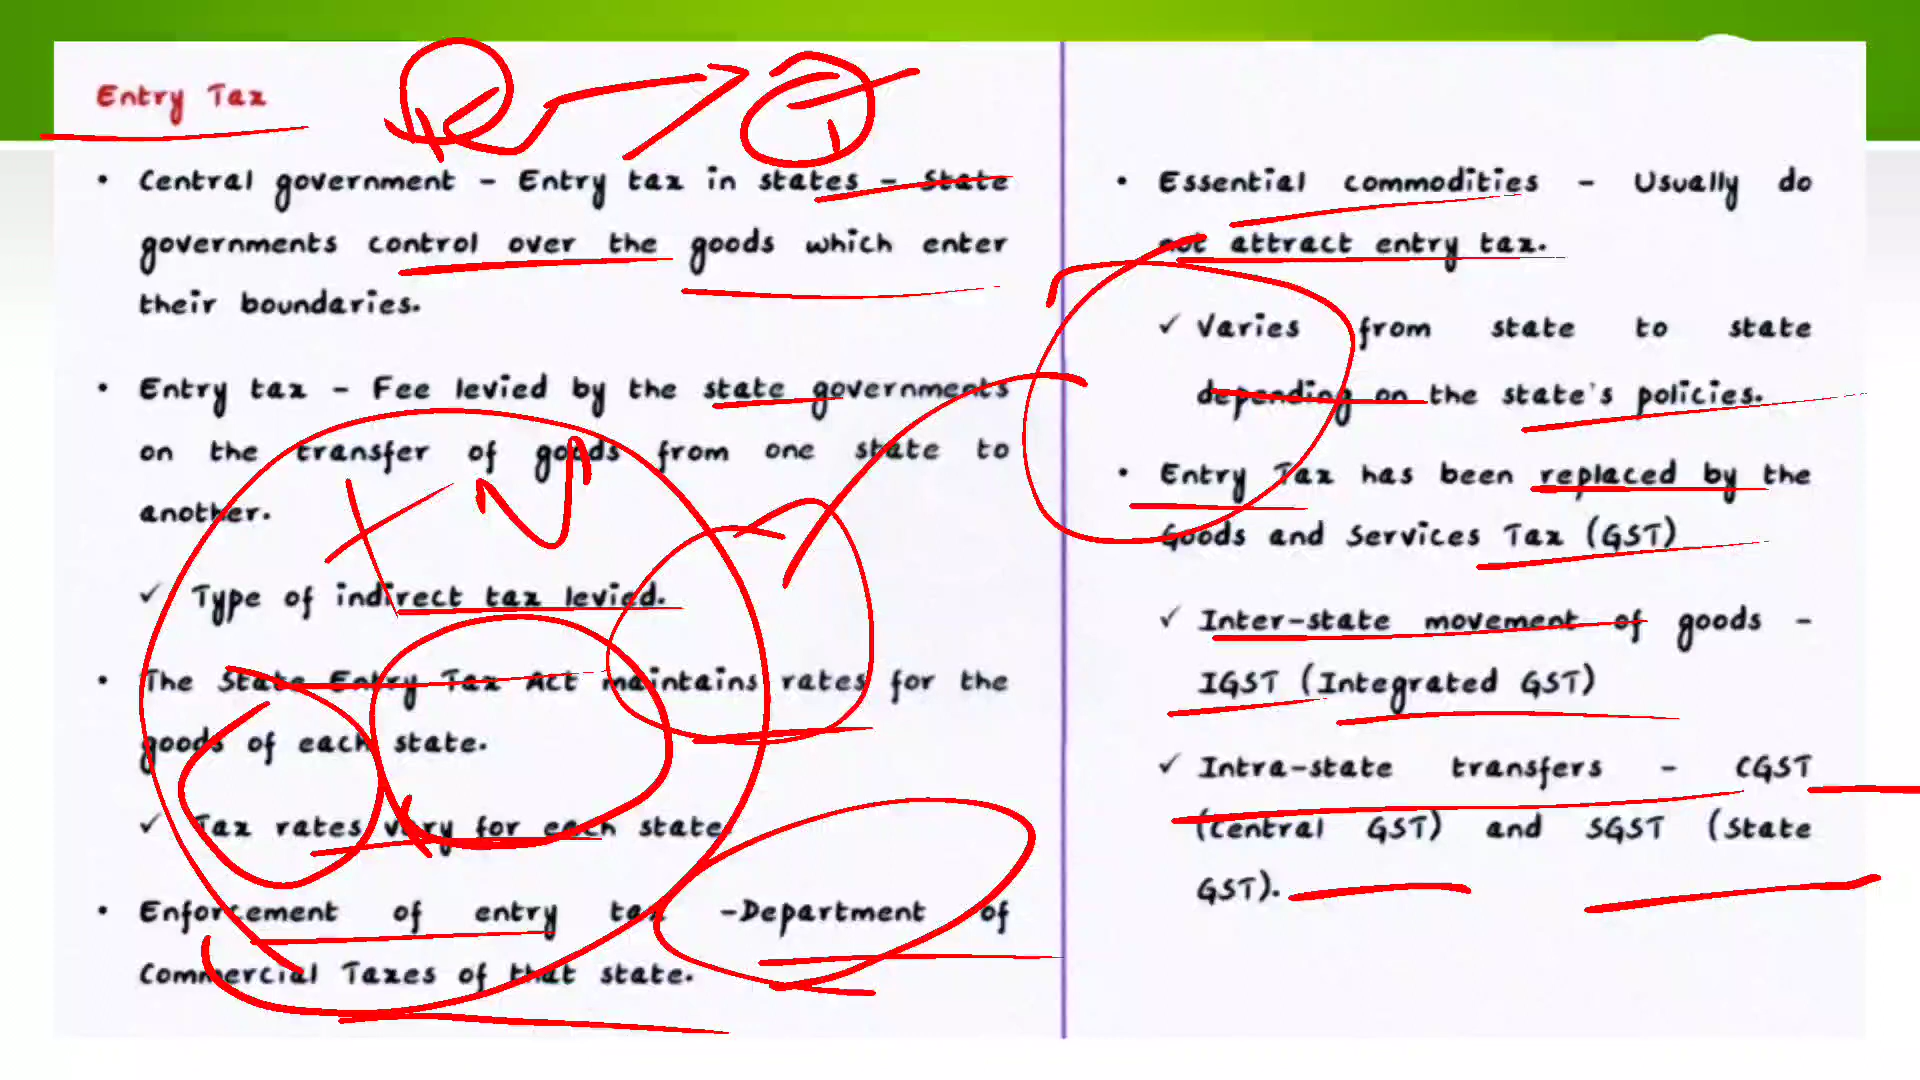 Entry Tax
• Central government - Entry tax in states - State
governments control over the goods which enter
their boundaries.
• Entry tax - Fee levied by the state governments
on the transfer of goods from one state to
another.
✓ Type of indirect tax levied.
• The State Entry Tax Act maintains rates for the
goods of each state.
✓ Tax rates vary for each state.
• Enforcement of entry tax -Department of
Commercial Taxes of that state.
• Essential commodities - Usually do
not attract entry tax.
✓ Varies from state to state
depending on the state's policies.
• Entry Tax has been replaced by the
Goods and Services Tax (GST)
✓ Inter-state movement of goods -
IGST (Integrated GST)
✓ Intra-state transfers - CGST
(Central GST) and SGST (State
GST).